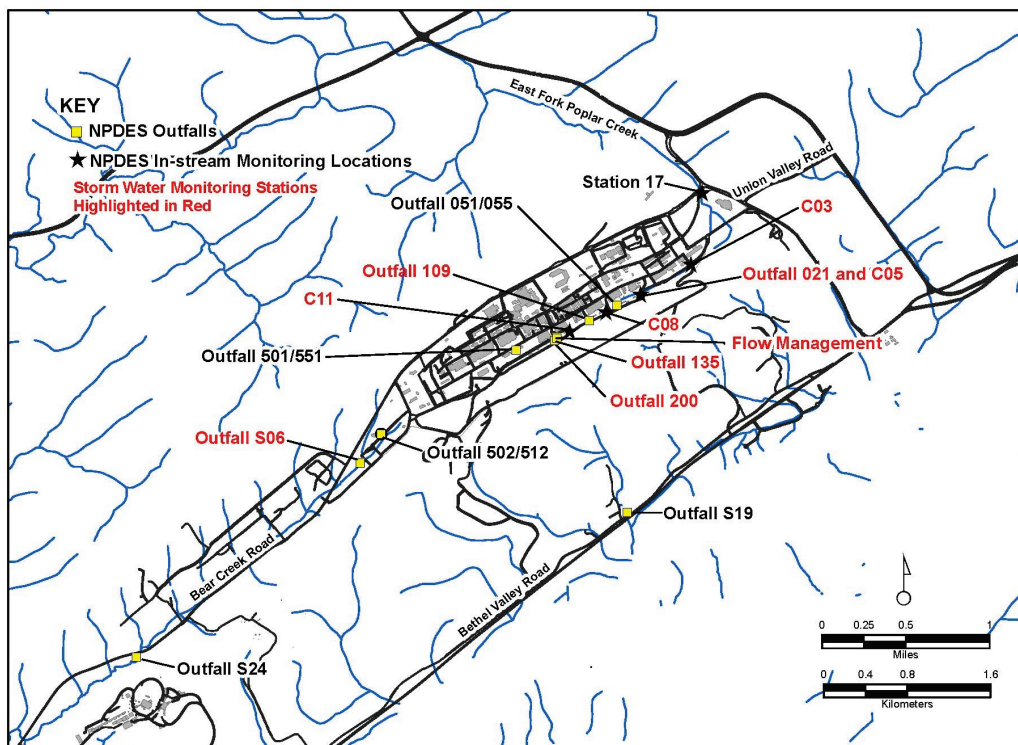 East Fork Poplar Creek
KEY
NPDES Outfalls
NPDES In-stream Monitoring Locations
Storm Water Monitoring Stations
Highlighted in Red
Union Valley Road
Station 17
Outfall 051/055
C03
Outfall 109
Outfall 021 and C05
C11
C08
Flow Management
Outfall 501/551
Outfall 135
Outfall 200
Outfall S06
Outfall 502/512
Outfall S19
Bear Creek Road
Bethel Valley Road
Outfall S24
0 0.25 0.5 1
Miles
0 0.4 0.8 1.6
Kilometers